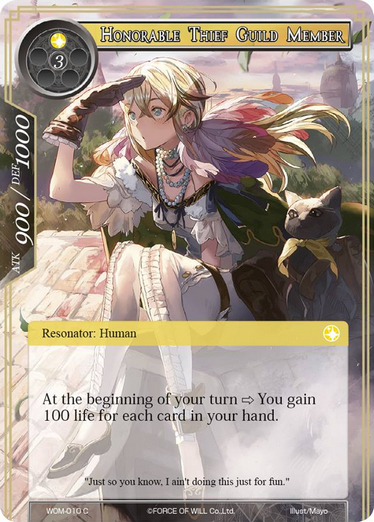 Honorable Thief Guild Member
3
ATK 900 / DEF 1000
Resonator: Human
At the beginning of your turn ⇨ You gain
100 life for each card in your hand.
"Just so you know, I ain't doing this just for fun."
WOM-010 C
©FORCE OF WILL Co.,Ltd.
Illust/Mayo